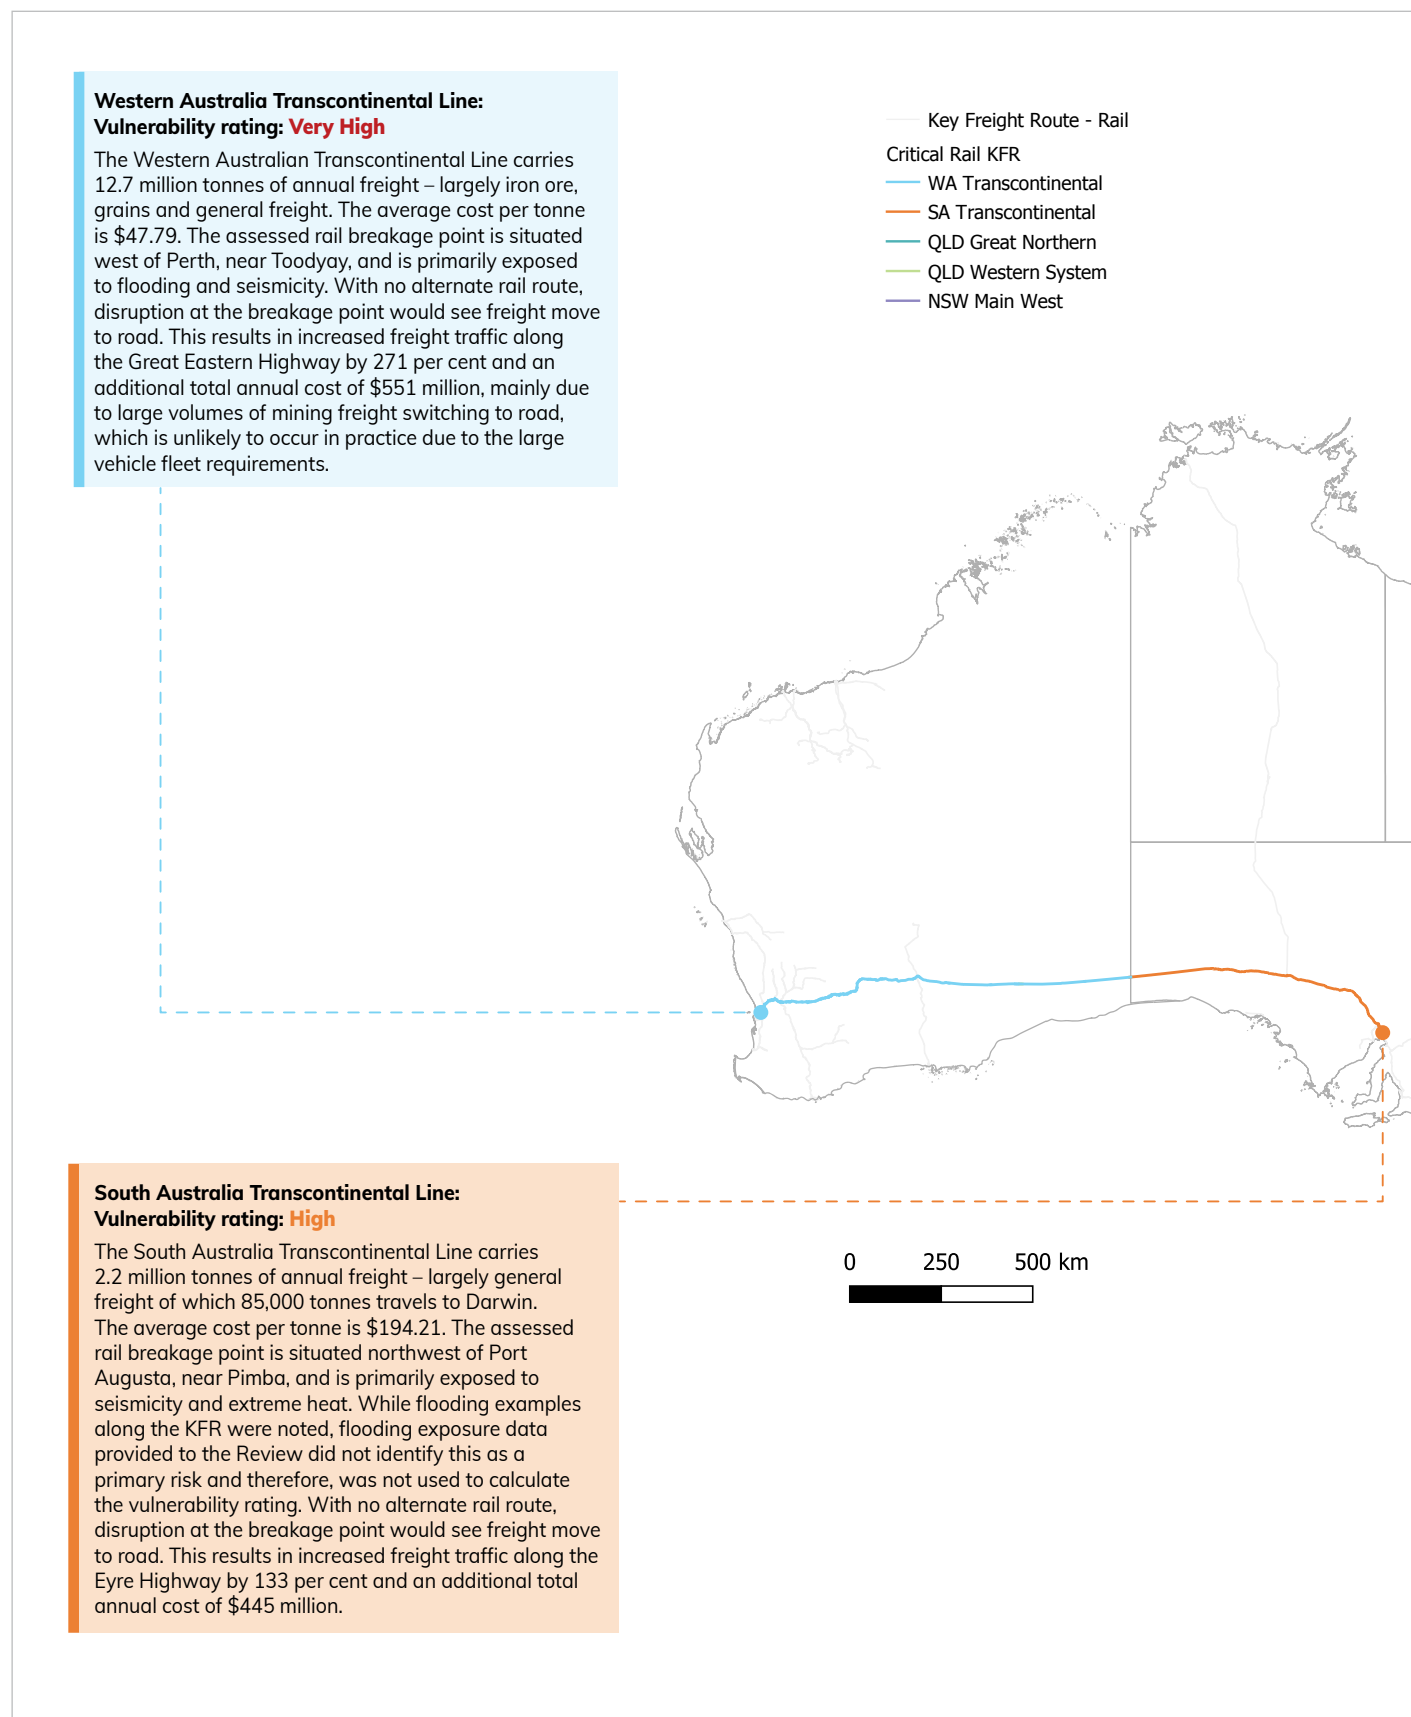 Western Australia Transcontinental Line:
Vulnerability rating: Very High
The Western Australian Transcontinental Line carries
12.7 million tonnes of annual freight – largely iron ore,
grains and general freight. The average cost per tonne
is $47.79. The assessed rail breakage point is situated
west of Perth, near Toodyay, and is primarily exposed
to flooding and seismicity. With no alternate rail route,
disruption at the breakage point would see freight move
to road. This results in increased freight traffic along
the Great Eastern Highway by 271 per cent and an
additional total annual cost of $551 million, mainly due
to large volumes of mining freight switching to road,
which is unlikely to occur in practice due to the large
vehicle fleet requirements.
Key Freight Route - Rail
Critical Rail KFR
WA Transcontinental
SA Transcontinental
QLD Great Northern
QLD Western System
NSW Main West
South Australia Transcontinental Line:
Vulnerability rating: High
The South Australia Transcontinental Line carries
2.2 million tonnes of annual freight – largely general
freight of which 85,000 tonnes travels to Darwin.
The average cost per tonne is $194.21. The assessed
rail breakage point is situated northwest of Port
Augusta, near Pimba, and is primarily exposed to
seismicity and extreme heat. While flooding examples
along the KFR were noted, flooding exposure data
provided to the Review did not identify this as a
primary risk and therefore, was not used to calculate
the vulnerability rating. With no alternate rail route,
disruption at the breakage point would see freight move
to road. This results in increased freight traffic along the
Eyre Highway by 133 per cent and an additional total
annual cost of $445 million.
0 250 500 km